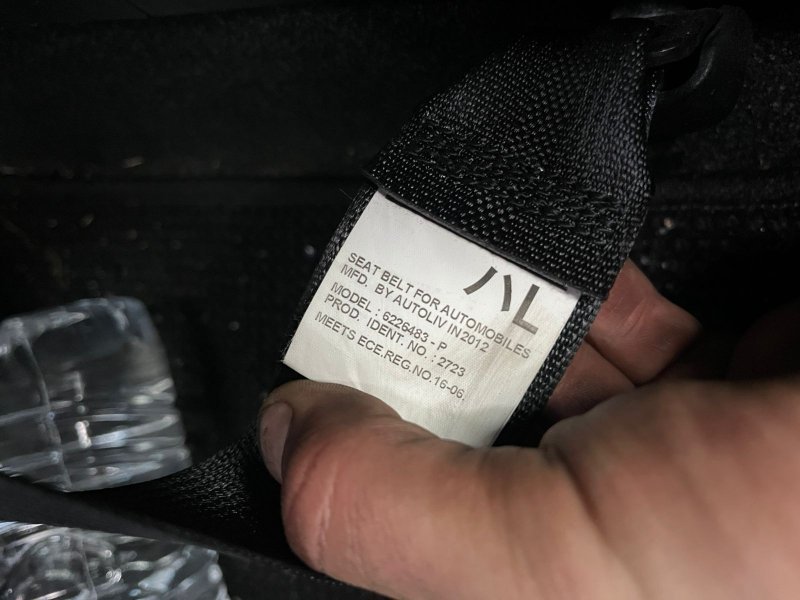 ハL
SEAT BELT FOR AUTOMOBILES
MFD. BY AUTOLIV IN 2012
MODEL : 6226483 - P
PROD. IDENT. NO. : 2723
MEETS ECE.REG.NO.16-06.